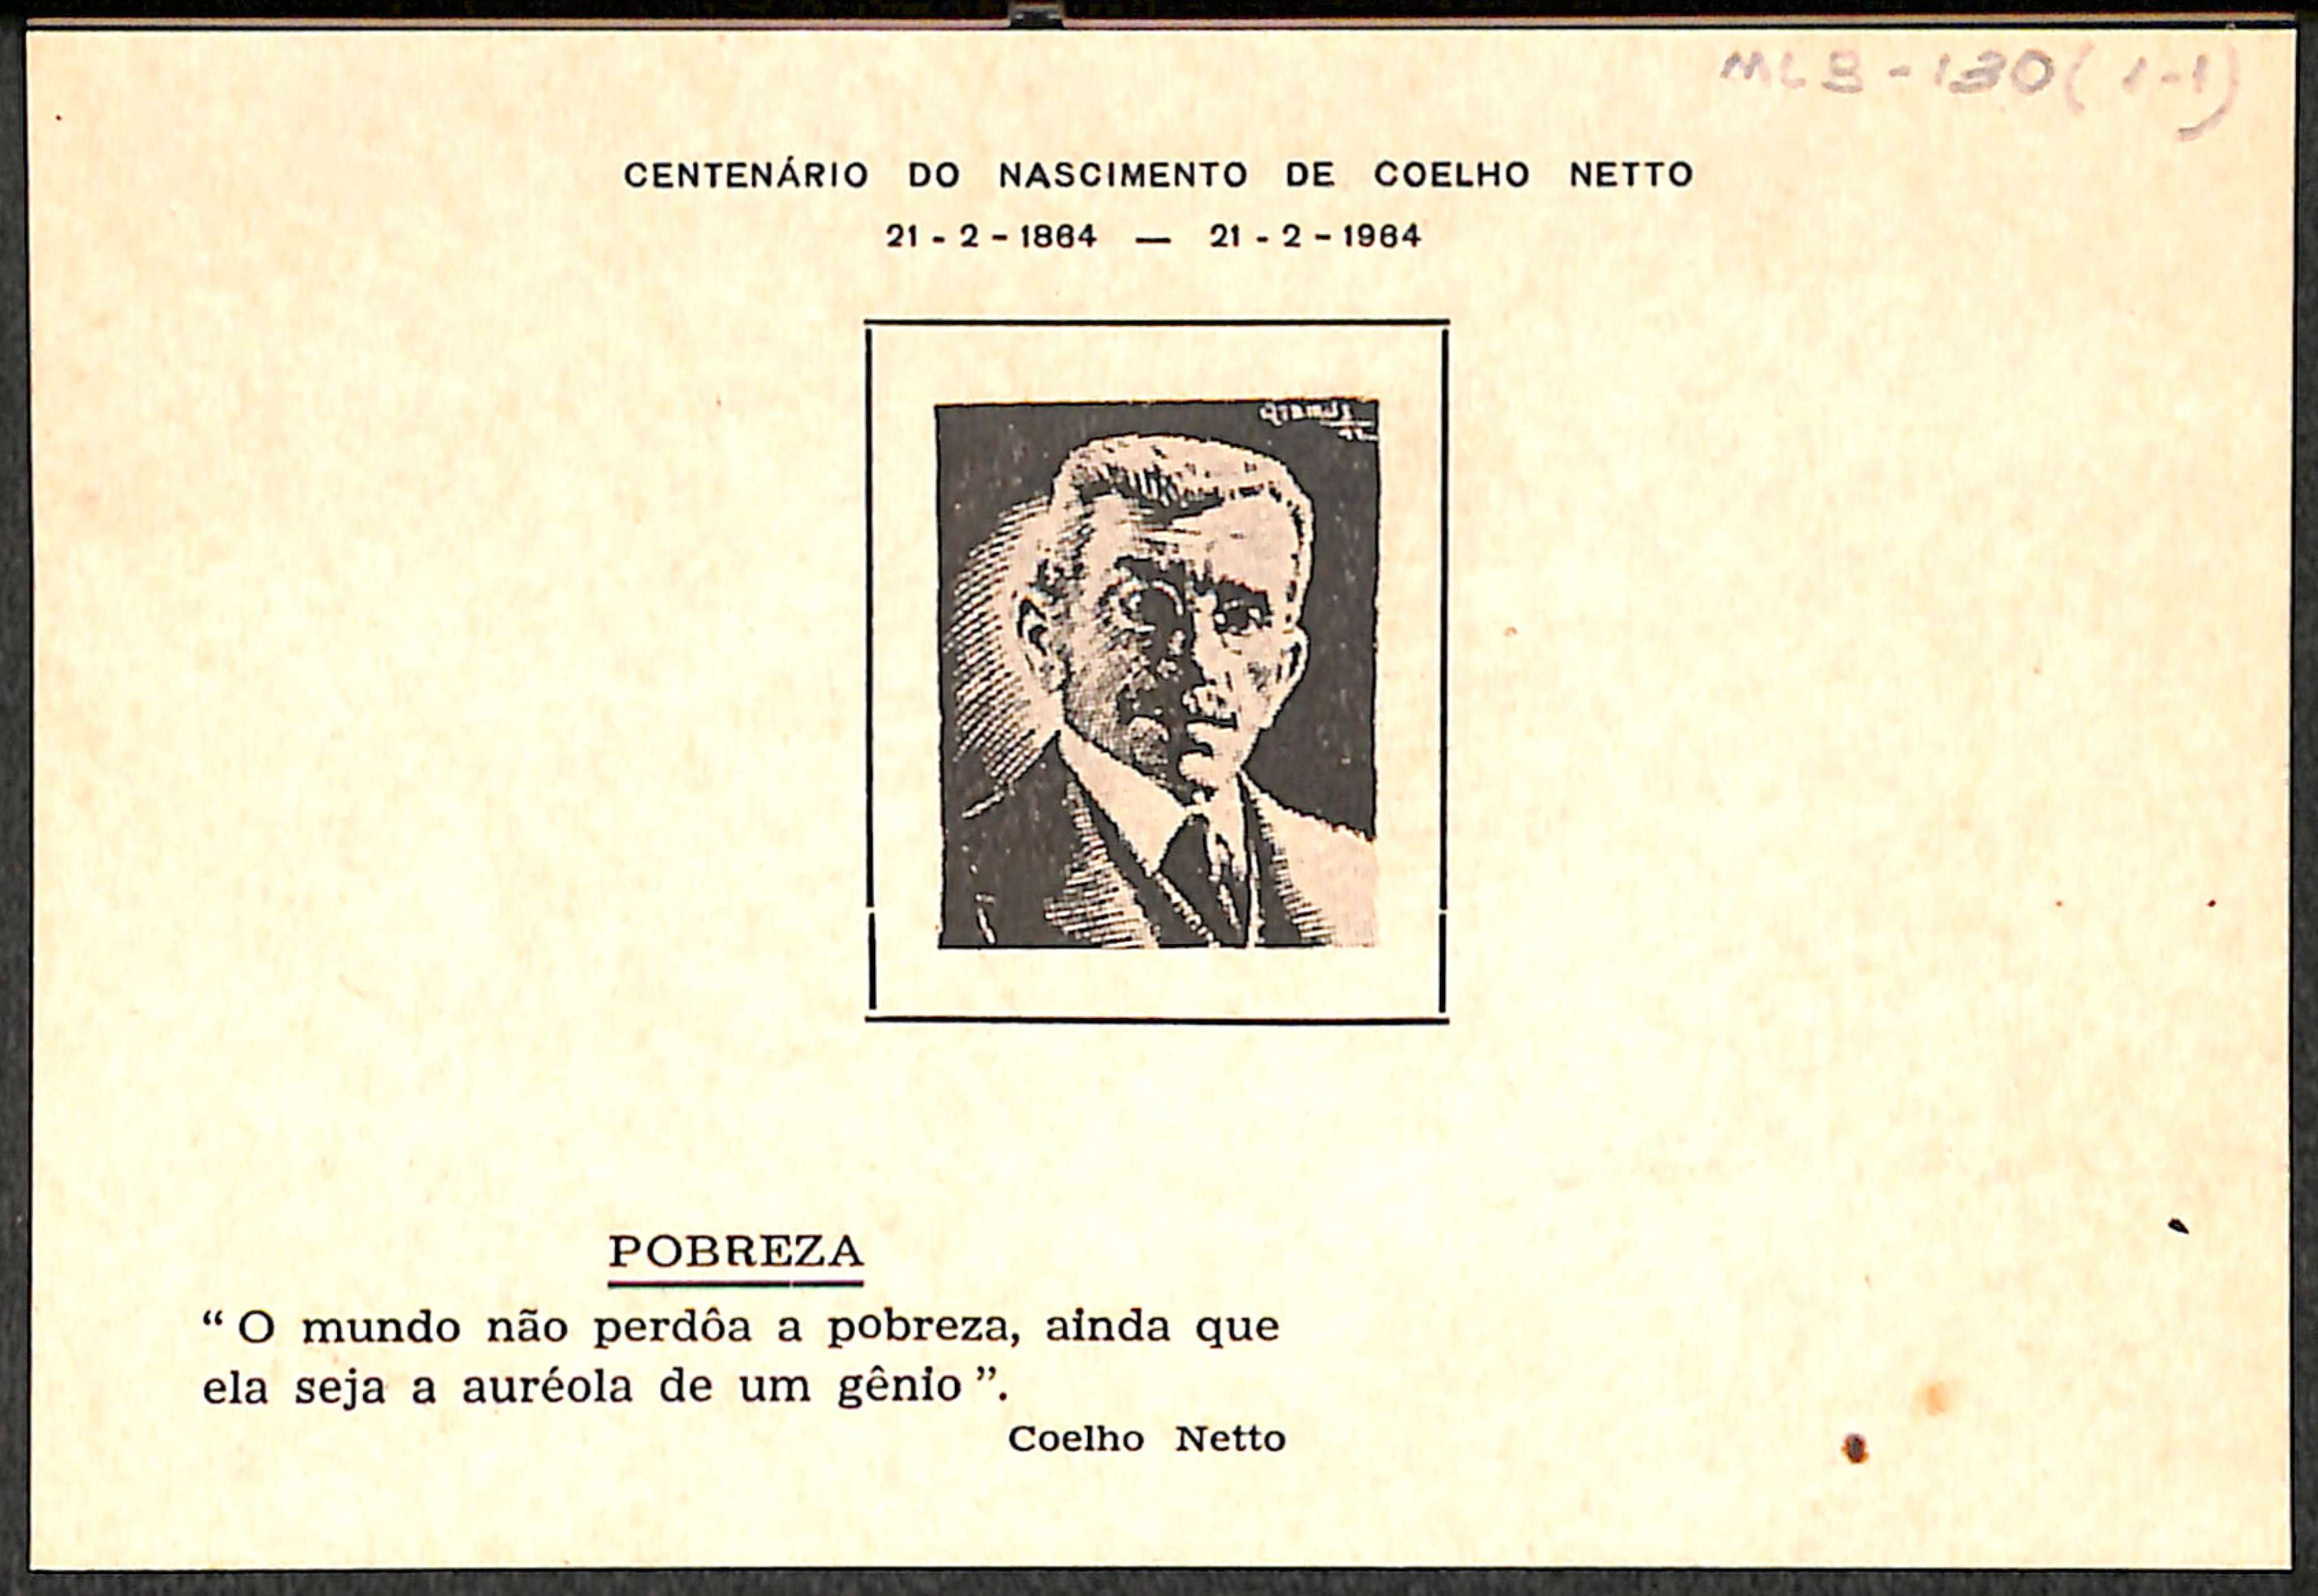 MLB-130(1-1)
CENTENÁRIO DO NASCIMENTO DE COELHO NETTO
21 - 2 - 1864 — 21 - 2 - 1964
POBREZA
“ O mundo não perdôa a pobreza, ainda que
ela seja a auréola de um gênio ”.
Coelho Netto